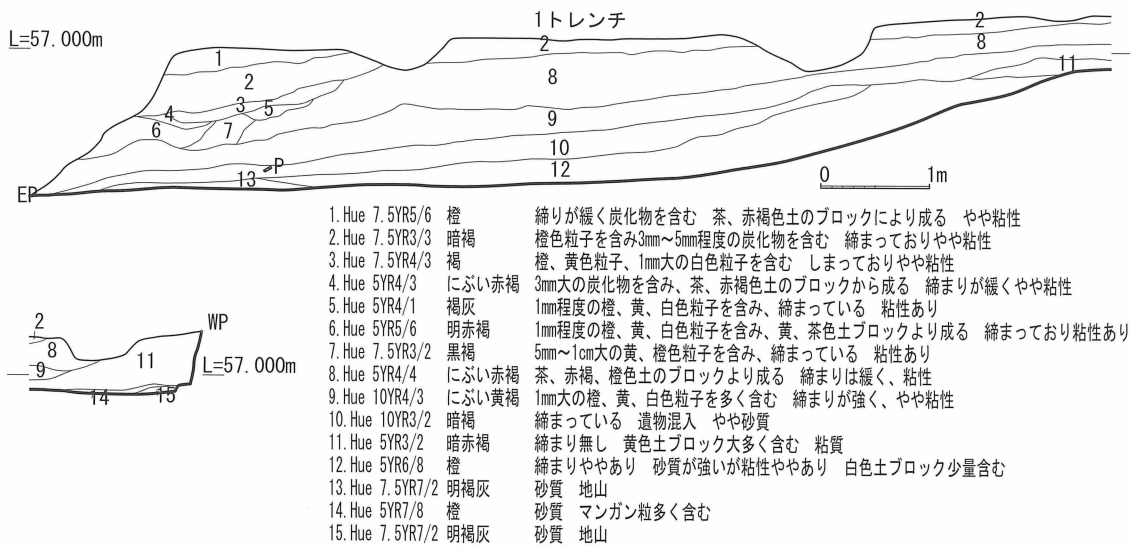 1トレンチ
L=57.000m
2
2
8
1
2
8
11
3
5
4
6
7
9
10
P
12
13
EP
0 1m
2
WP
8
11
9
L=57.000m
14
15
1. Hue 7.5YR5/6 橙 締りが緩く炭化物を含む 茶、赤褐色土のブロックにより成る やや粘性
2. Hue 7.5YR3/3 暗褐 橙色粒子を含み3mm～5mm程度の炭化物を含む 締まっておりやや粘性
3. Hue 7.5YR4/3 褐 橙、黄色粒子、1mm大の白色粒子を含む しまっておりやや粘性
4. Hue 5YR4/3 にぶい赤褐 3mm大の炭化物を含み、茶、赤褐色土のブロックから成る 締まりが緩くやや粘性
5. Hue 5YR4/1 褐灰 1mm程度の橙、黄、白色粒子を含み、締まっている 粘性あり
6. Hue 5YR5/6 明赤褐 1mm程度の橙、黄、白色粒子を含み、黄、茶色土ブロックより成る 締まっており粘性あり
7. Hue 7.5YR3/2 黒褐 5mm～1cm大の黄、橙色粒子を含み、締まっている 粘性あり
8. Hue 5YR4/4 にぶい赤褐 茶、赤褐、橙色土のブロックより成る 締まりは緩く、粘性
9. Hue 10YR4/3 にぶい黄褐 1mm大の橙、黄、白色粒子を多く含む 締まりが強く、やや粘性
10. Hue 10YR3/2 暗褐 締まっている 遺物混入 やや砂質
11. Hue 5YR3/2 暗赤褐 締まり無し 黄色土ブロック大多く含む 粘質
12. Hue 5YR6/8 橙 締まりややあり 砂質が強いが粘性ややあり 白色土ブロック少量含む
13. Hue 7.5YR7/2 明褐灰 砂質 地山
14. Hue 5YR7/8 橙 砂質 マンガン粒多く含む
15. Hue 7.5YR7/2 明褐灰 砂質 地山